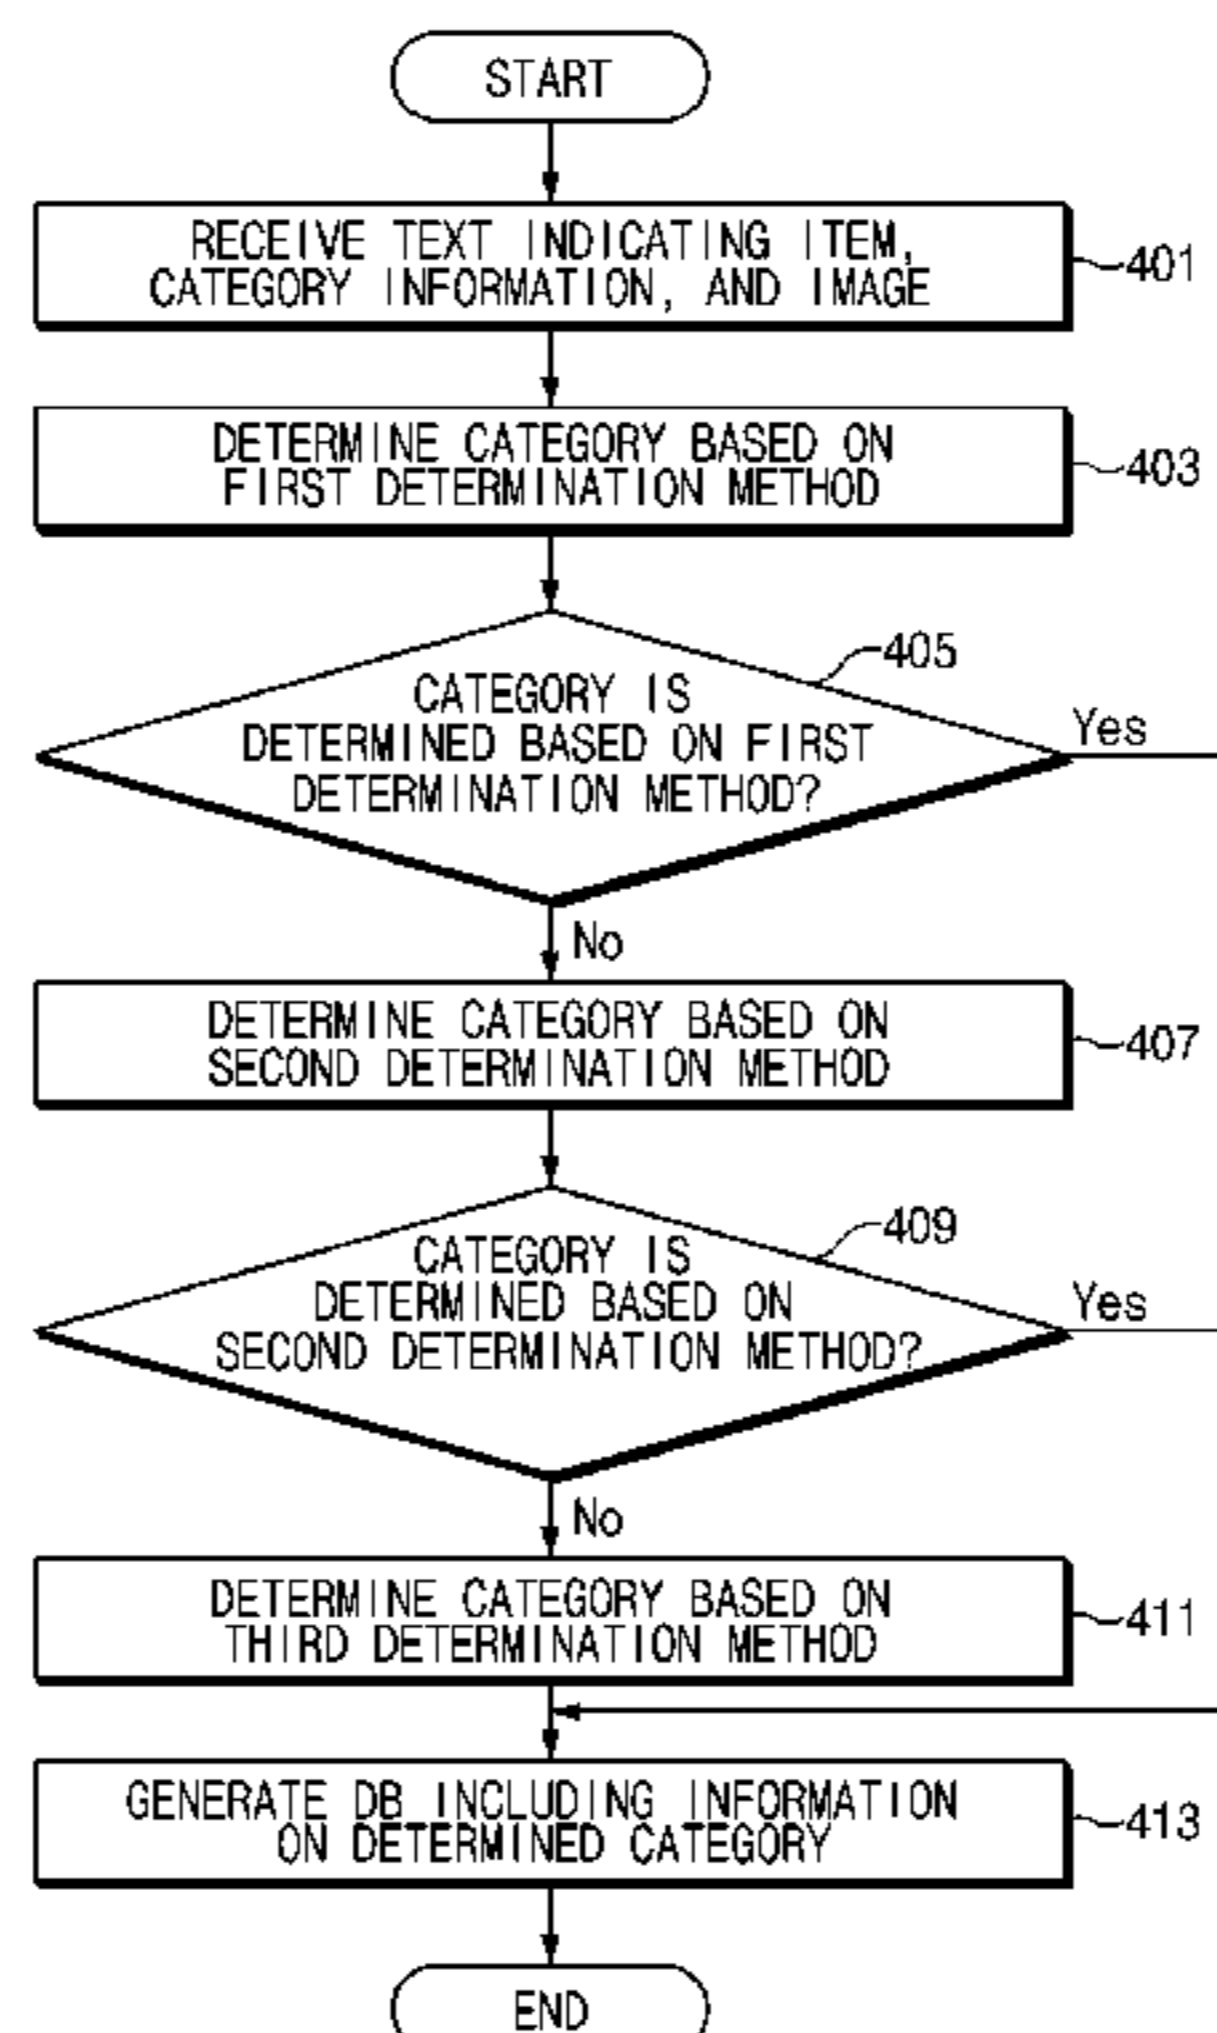 START
RECEIVE TEXT INDICATING ITEM,
CATEGORY INFORMATION, AND IMAGE
401
DETERMINE CATEGORY BASED ON
FIRST DETERMINATION METHOD
403
405
CATEGORY IS
DETERMINED BASED ON FIRST
DETERMINATION METHOD?
Yes
No
DETERMINE CATEGORY BASED ON
SECOND DETERMINATION METHOD
407
409
CATEGORY IS
DETERMINED BASED ON
SECOND DETERMINATION METHOD?
Yes
No
DETERMINE CATEGORY BASED ON
THIRD DETERMINATION METHOD
411
GENERATE DB INCLUDING INFORMATION
ON DETERMINED CATEGORY
413
END